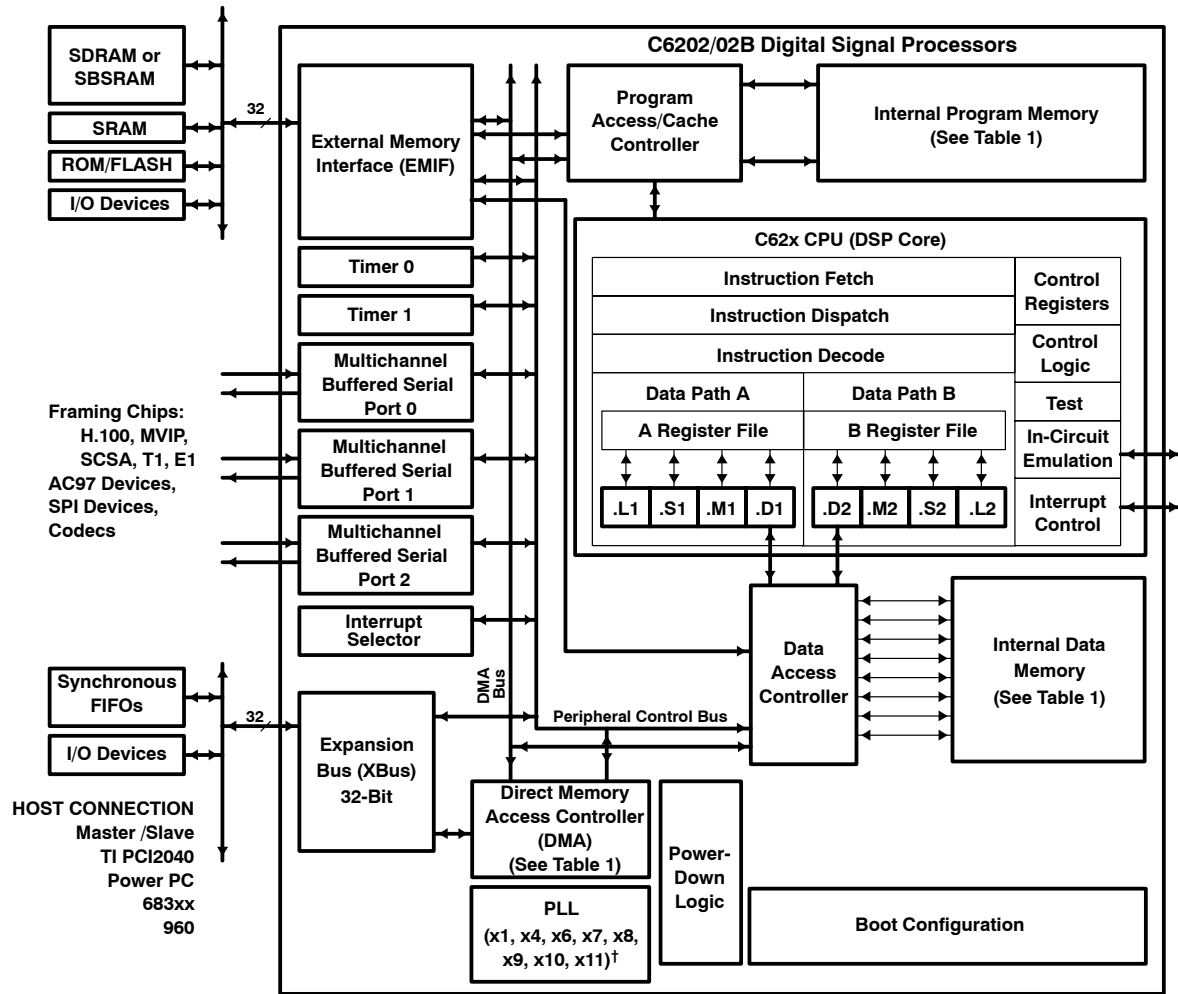 C6202/02B Digital Signal Processors
SDRAM or
SBSRAM
SRAM
ROM/FLASH
I/O Devices
32
External Memory
Interface (EMIF)
Program
Access/Cache
Controller
Internal Program Memory
(See Table 1)
Timer 0
Timer 1
Multichannel
Buffered Serial
Port 0
Multichannel
Buffered Serial
Port 1
Multichannel
Buffered Serial
Port 2
Interrupt
Selector
Framing Chips:
H.100, MVIP,
SCSA, T1, E1
AC97 Devices,
SPI Devices,
Codecs
C62x CPU (DSP Core)
Instruction Fetch
Instruction Dispatch
Instruction Decode
Data Path A
Data Path B
A Register File
B Register File
.L1 .S1 .M1 .D1
.D2 .M2 .S2 .L2
Control
Registers
Control
Logic
Test
In-Circuit
Emulation
Interrupt
Control
Data
Access
Controller
Internal Data
Memory
(See Table 1)
Synchronous
FIFOs
I/O Devices
32
HOST CONNECTION
Master /Slave
TI PCI2040
Power PC
683xx
960
Expansion
Bus (XBus)
32-Bit
DMA
Bus
Peripheral Control Bus
Direct Memory
Access Controller
(DMA)
(See Table 1)
PLL
(x1, x4, x6, x7, x8,
x9, x10, x11)†
Power-
Down
Logic
Boot Configuration